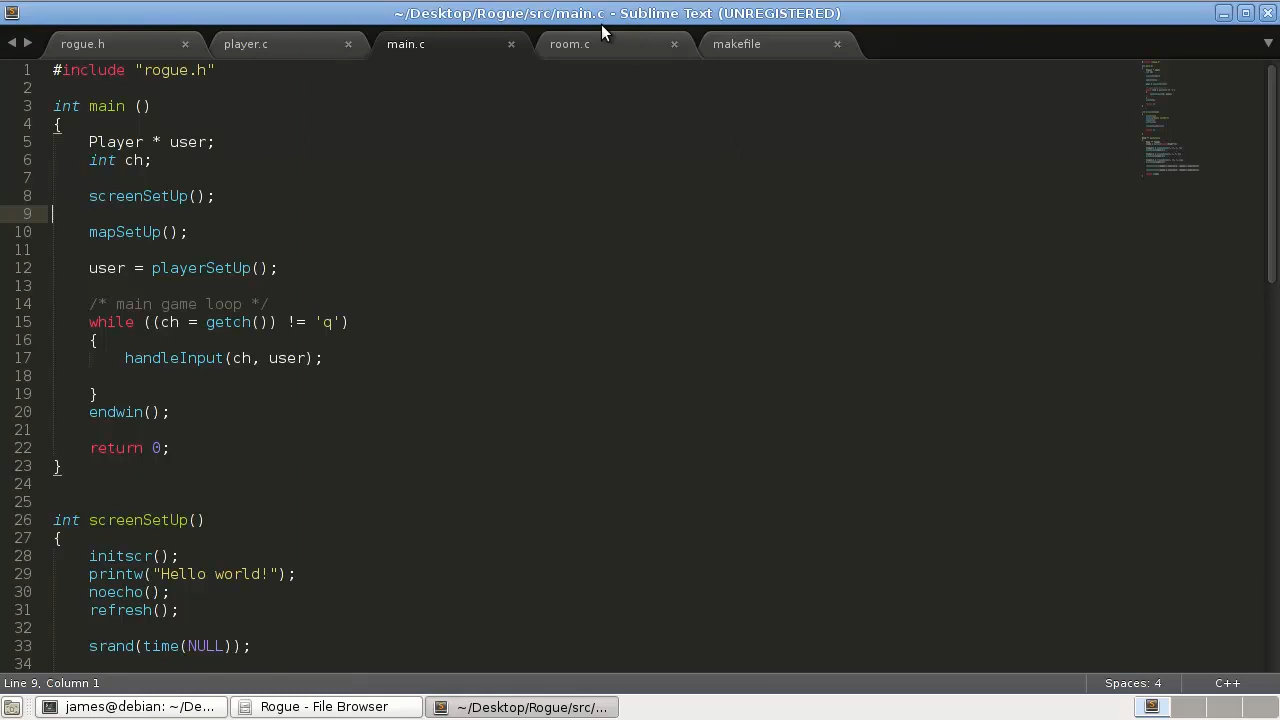 ~/Desktop/Rogue/src/main.c - Sublime Text (UNREGISTERED)
rogue.h player.c main.c room.c makefile
1 #include "rogue.h"
2
3 int main ()
4 {
5 Player * user;
6 int ch;
7
8 screenSetUp();
9
10 mapSetUp();
11
12 user = playerSetUp();
13
14 /* main game loop */
15 while ((ch = getch()) != 'q')
16 {
17 handleInput(ch, user);
18
19 }
20 endwin();
21
22 return 0;
23 }
24
25
26 int screenSetUp()
27 {
28 initscr();
29 printw("Hello world!");
30 noecho();
31 refresh();
32
33 srand(time(NULL));
34
Line 9, Column 1 Spaces: 4 C++
james@debian: ~/De... Rogue - File Browser ~/Desktop/Rogue/src/...